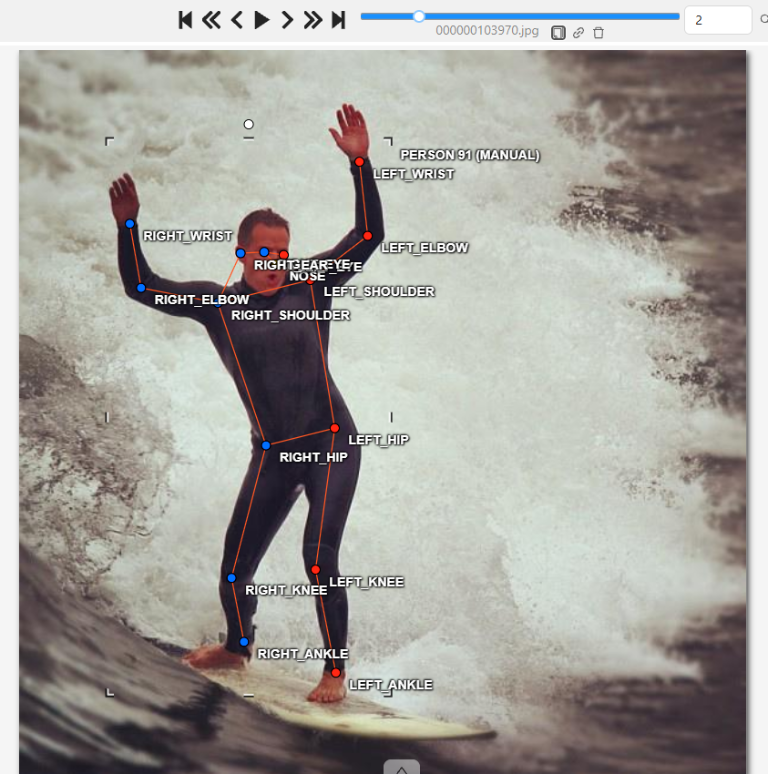 2
000000103970.jpg
PERSON 91 (MANUAL)
LEFT_WRIST
RIGHT_WRIST
LEFT_ELBOW
NOSE
LEFT_SHOULDER
RIGHT_ELBOW
RIGHT_SHOULDER
LEFT_HIP
RIGHT_HIP
LEFT_KNEE
RIGHT_KNEE
RIGHT_ANKLE
LEFT_ANKLE